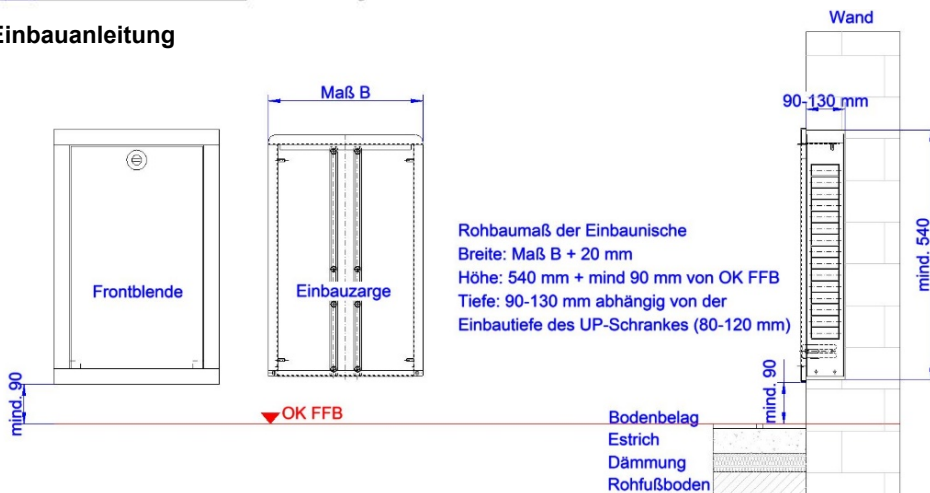 Einbauanleitung
Wand
Maß B
90-130 mm
Frontblende
Einbauzarge
Rohbaumaß der Einbaunische
Breite: Maß B + 20 mm
Höhe: 540 mm + mind 90 mm von OK FFB
Tiefe: 90-130 mm abhängig von der
Einbautiefe des UP-Schrankes (80-120 mm)
mind. 540
mind. 90
mind. 90
OK FFB
Bodenbelag
Estrich
Dämmung
Rohfußboden